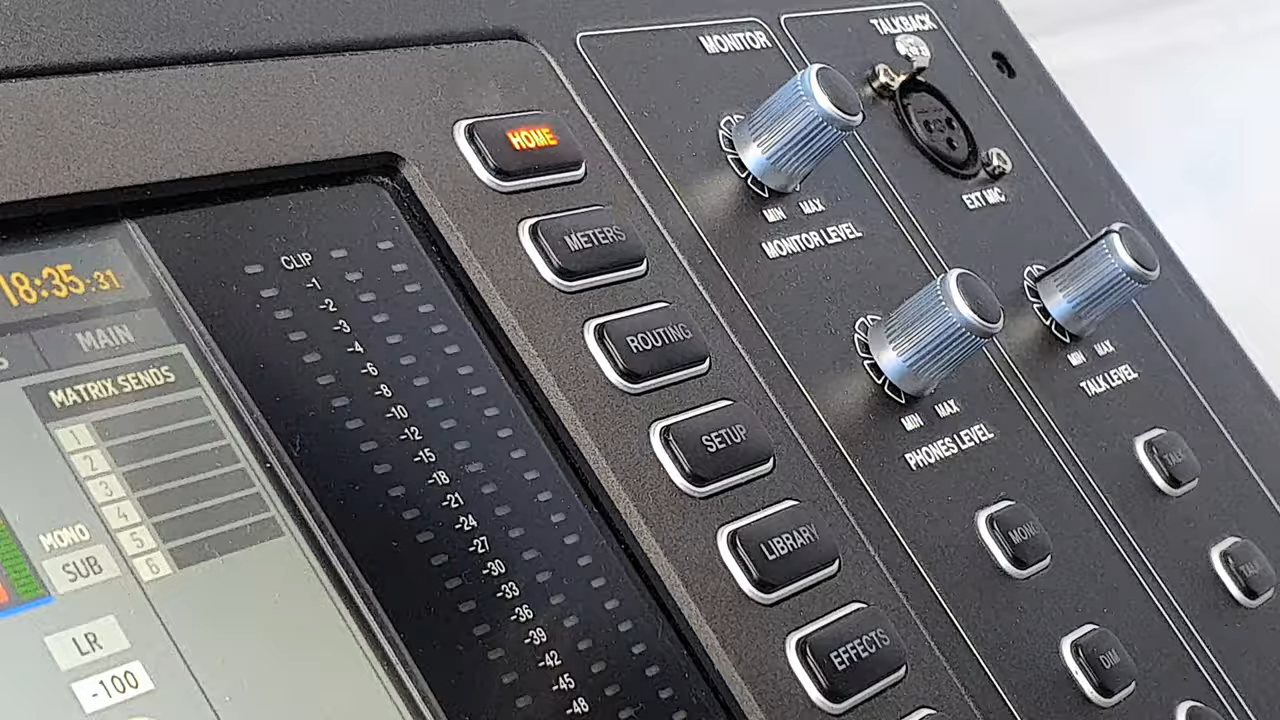 MONITOR
TALKBACK
HOME
EXT MIC
MIN MAX
MONITOR LEVEL
METERS
CLIP
-1
-2
-3
-4
-6
-8
-10
-12
-15
-18
-21
-24
-27
-30
-33
-36
-39
-42
-45
-48
18:35:31
MAIN
MATRIX SENDS
1
2
3
4
5
6
MONO
SUB
LR
-100
ROUTING
SETUP
LIBRARY
EFFECTS
MIN MAX
PHONES LEVEL
MIN MAX
TALK LEVEL
MONO
DIM
TALK
TALK